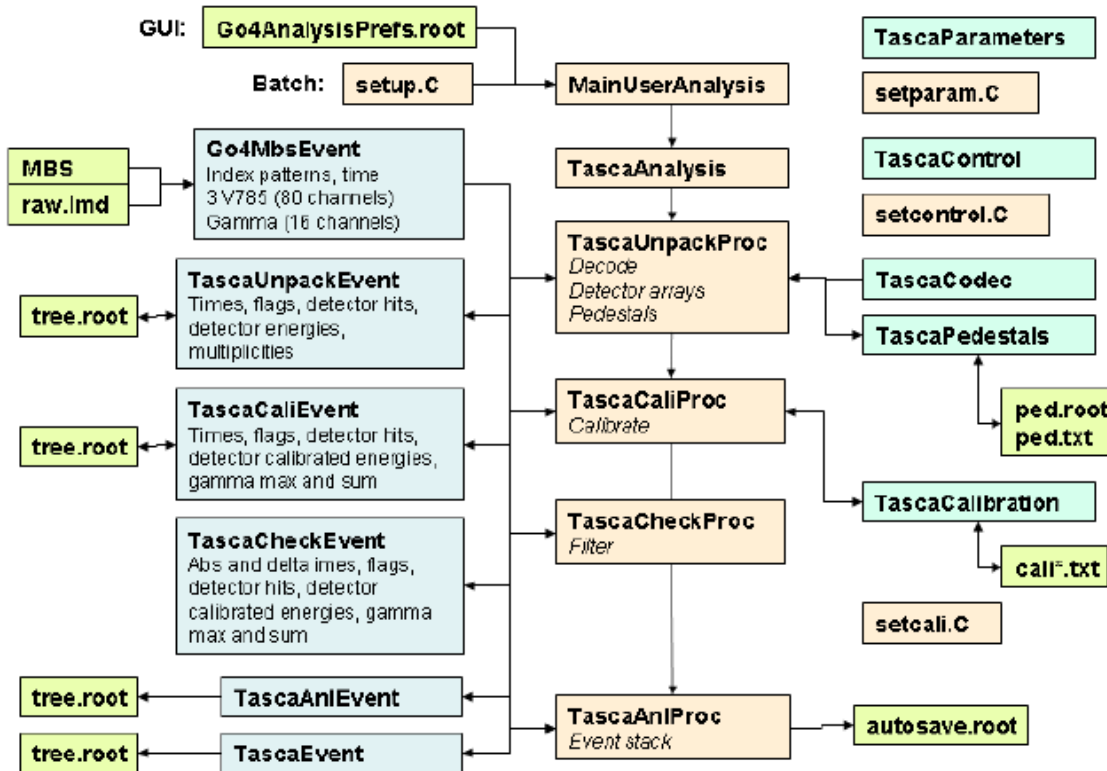 GUI:
Go4AnalysisPrefs.root
Batch:
setup.C
MainUserAnalysis
TascaParameters
setparam.C
MBS
raw.lmd
Go4MbsEvent
Index patterns, time
3 V785 (80 channels)
Gamma (16 channels)
TascaAnalysis
TascaControl
setcontrol.C
tree.root
TascaUnpackEvent
Times, flags, detector hits,
detector energies,
multiplicities
TascaUnpackProc
Decode
Detector arrays
Pedestals
TascaCodec
TascaPedestals
ped.root
ped.txt
tree.root
TascaCaliEvent
Times, flags, detector hits,
detector calibrated energies,
gamma max and sum
TascaCaliProc
Calibrate
TascaCalibration
cali*.txt
TascaCheckEvent
Abs and delta imes, flags,
detector hits, detector
calibrated energies, gamma
max and sum
TascaCheckProc
Filter
setcali.C
tree.root
TascaAnlEvent
tree.root
TascaEvent
TascaAnlProc
Event stack
autosave.root